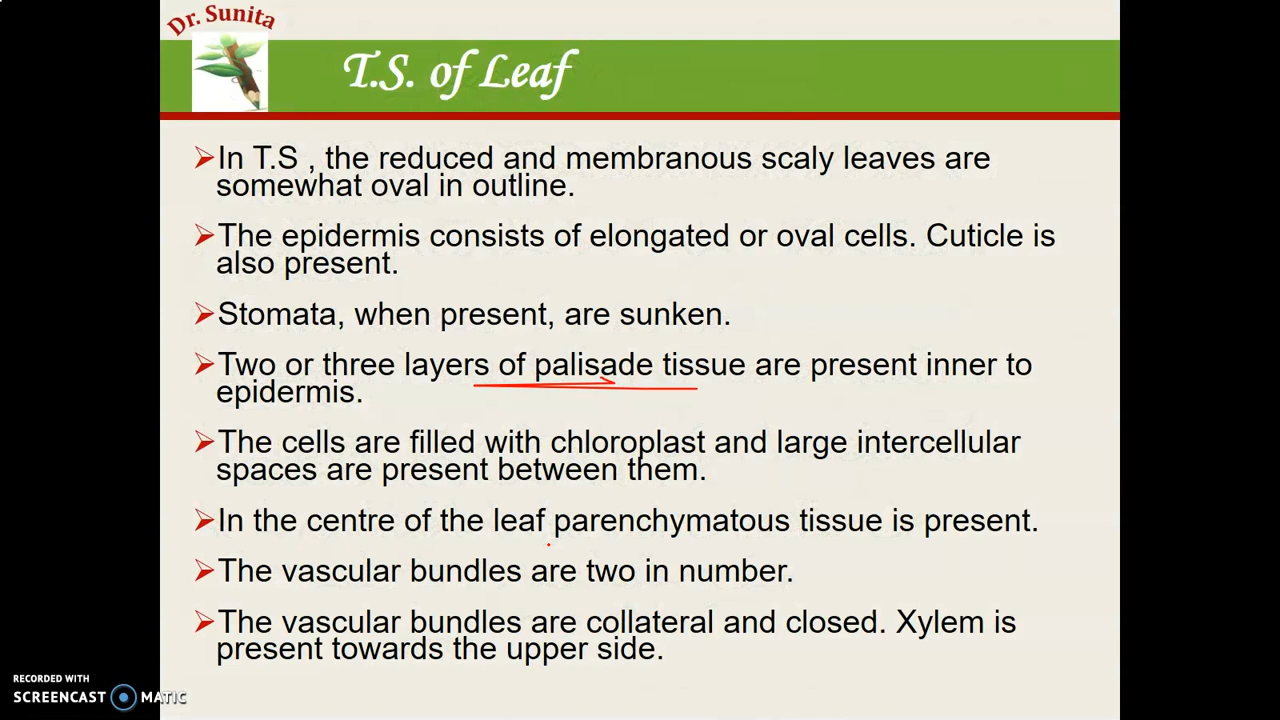 Dr. Sunita
T.S. of Leaf
In T.S , the reduced and membranous scaly leaves are
somewhat oval in outline.
The epidermis consists of elongated or oval cells. Cuticle is
also present.
Stomata, when present, are sunken.
Two or three layers of palisade tissue are present inner to
epidermis.
The cells are filled with chloroplast and large intercellular
spaces are present between them.
In the centre of the leaf parenchymatous tissue is present.
The vascular bundles are two in number.
The vascular bundles are collateral and closed. Xylem is
present towards the upper side.
RECORDED WITH
SCREENCAST MATIC